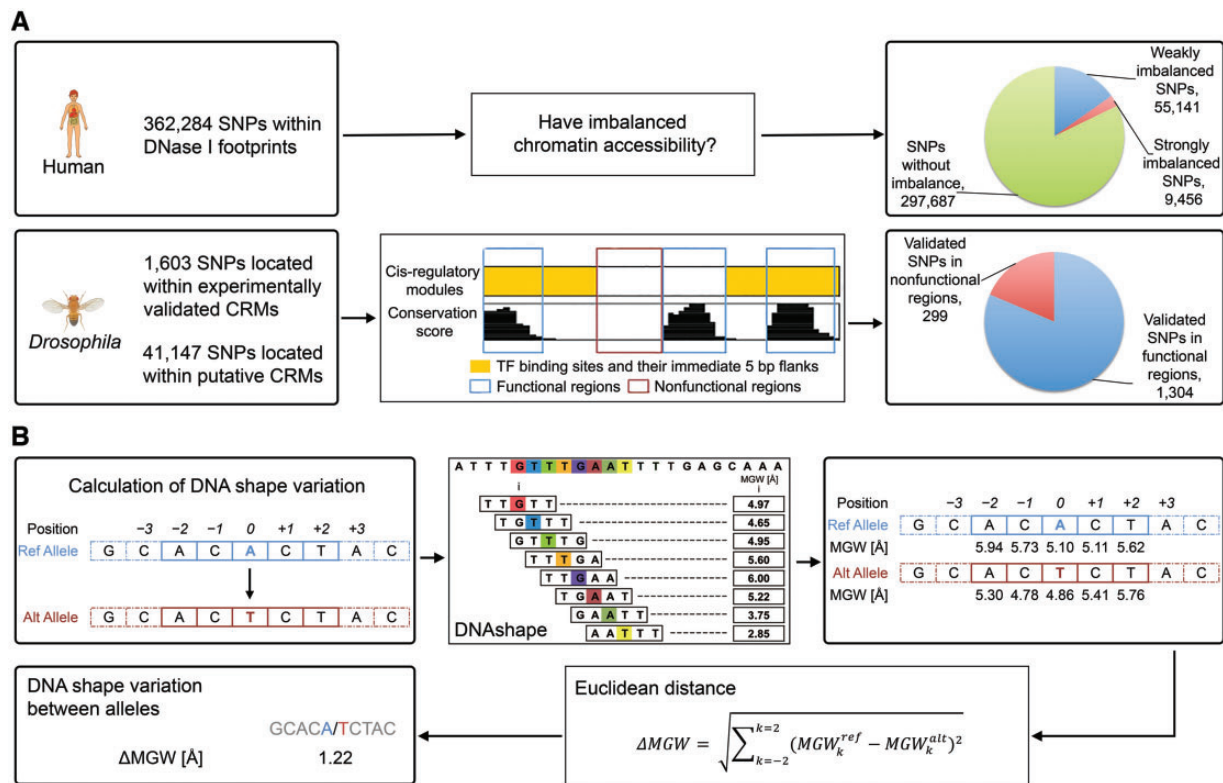 A
Human
362,284 SNPs within
DNase I footprints
Have imbalanced
chromatin accessibility?
Weakly
imbalanced
SNPs,
55,141
SNPs
without
imbalance,
297,687
Strongly
imbalanced
SNPs,
9,456
Drosophila
1,603 SNPs located
within experimentally
validated CRMs
41,147 SNPs located
within putative CRMs
Cis-regulatory
modules
Conservation
score
TF binding sites and their immediate 5 bp flanks
Functional regions Nonfunctional regions
Validated
SNPs in
nonfunctional
regions,
299
Validated
SNPs in
functional
regions,
1,304
B
Calculation of DNA shape variation
Position −3 −2 −1 0 +1 +2 +3
Ref Allele G C A C A C T A C
Alt Allele G C A C T C T A C
A T T T G T T T G A A T T T T G A G C A A A
MGW [Å]
i i
T T G T T 4.97
T G T T T 4.65
G T T T G 4.95
T T T G A 5.60
T T G A A 6.00
T G A A T 5.22
G A A T T 3.75
A A T T T 2.85
DNAshape
Position −3 −2 −1 0 +1 +2 +3
Ref Allele G C A C A C T A C
MGW [Å] 5.94 5.73 5.10 5.11 5.62
Alt Allele G C A C T C T A C
MGW [Å] 5.30 4.78 4.86 5.41 5.76
DNA shape variation
between alleles
GCACA/TCTAC
ΔMGW [Å] 1.22
Euclidean distance
ΔMGW = √∑_{k=−2}^{k=2} (MGW_k^{ref} − MGW_k^{alt})²